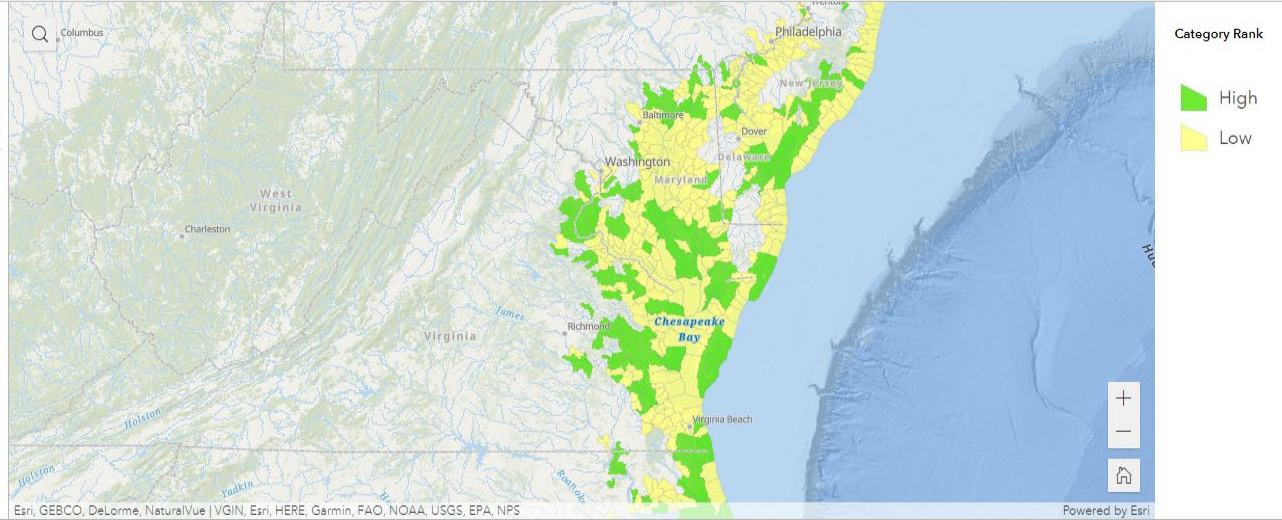 Columbus
Trenton
Philadelphia
New Jersey
Baltimore
Dover
Delaware
Washington
Maryland
West
Virginia
Charleston
James
Richmond
Chesapeake
Bay
Virginia
Holston
Virginia Beach
Holston
Yadkin
Roanoke
Esri, GEBCO, DeLorme, NaturalVue | VGIN, Esri, HERE, Garmin, FAO, NOAA, USGS, EPA, NPS
Powered by Esri
Category Rank
High
Low